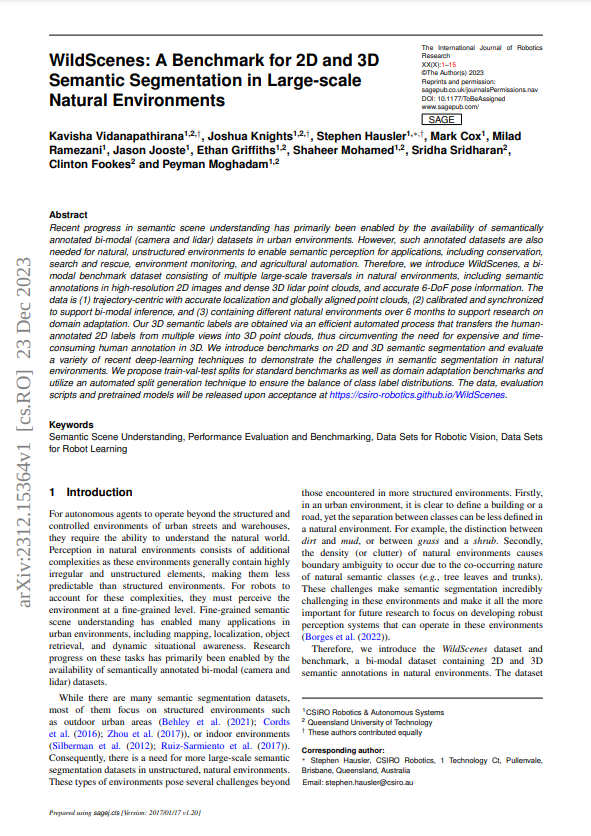 The International Journal of Robotics
Research
XX(X):1–15
©The Author(s) 2023
Reprints and permission:
sagepub.co.uk/journalsPermissions.nav
DOI: 10.1177/ToBeAssigned
www.sagepub.com/
SAGE
WildScenes: A Benchmark for 2D and 3D
Semantic Segmentation in Large-scale
Natural Environments
Kavisha Vidanapathirana1,2,†, Joshua Knights1,2,†, Stephen Hausler1,*,†, Mark Cox1, Milad
Ramezani1, Jason Jooste1, Ethan Griffiths1,2, Shaheer Mohamed1,2, Sridha Sridharan2,
Clinton Fookes2 and Peyman Moghadam1,2
Abstract
Recent progress in semantic scene understanding has primarily been enabled by the availability of semantically
annotated bi-modal (camera and lidar) datasets in urban environments. However, such annotated datasets are also
needed for natural, unstructured environments to enable semantic perception for applications, including conservation,
search and rescue, environment monitoring, and agricultural automation. Therefore, we introduce WildScenes, a bi-
modal benchmark dataset consisting of multiple large-scale traversals in natural environments, including semantic
annotations in high-resolution 2D images and dense 3D lidar point clouds, and accurate 6-DoF pose information. The
data is (1) trajectory-centric with accurate localization and globally aligned point clouds, (2) calibrated and synchronized
to support bi-modal inference, and (3) containing different natural environments over 6 months to support research on
domain adaptation. Our 3D semantic labels are obtained via an efficient automated process that transfers the human-
annotated 2D labels from multiple views into 3D point clouds, thus circumventing the need for expensive and time-
consuming human annotation in 3D. We introduce benchmarks on 2D and 3D semantic segmentation and evaluate
a variety of recent deep-learning techniques to demonstrate the challenges in semantic segmentation in natural
environments. We propose train-val-test splits for standard benchmarks as well as domain adaptation benchmarks and
utilize an automated split generation technique to ensure the balance of class label distributions. The data, evaluation
scripts and pretrained models will be released upon acceptance at https://csiro-robotics.github.io/WildScenes.
Keywords
Semantic Scene Understanding, Performance Evaluation and Benchmarking, Data Sets for Robotic Vision, Data Sets
for Robot Learning
arXiv:2312.15364v1 [cs.RO] 23 Dec 2023
1 Introduction
For autonomous agents to operate beyond the structured and
controlled environments of urban streets and warehouses,
they require the ability to understand the natural world.
Perception in natural environments consists of additional
complexities as these environments generally contain highly
irregular and unstructured elements, making them less
predictable than structured environments. For robots to
account for these complexities, they must perceive the
environment at a fine-grained level. Fine-grained semantic
scene understanding has enabled many applications in
urban environments, including mapping, localization, object
retrieval, and dynamic situational awareness. Research
progress on these tasks has primarily been enabled by the
availability of semantically annotated bi-modal (camera and
lidar) datasets.
While there are many semantic segmentation datasets,
most of them focus on structured environments such
as outdoor urban areas (Behley et al. (2021); Cordts
et al. (2016); Zhou et al. (2017)), or indoor environments
(Silberman et al. (2012); Ruiz-Sarmiento et al. (2017)).
Consequently, there is a need for more large-scale semantic
segmentation datasets in unstructured, natural environments.
These types of environments pose several challenges beyond
those encountered in more structured environments. Firstly,
in an urban environment, it is clear to define a building or a
road, yet the separation between classes can be less defined
in a natural environment. For example, the distinction between
dirt and mud, or between grass and a shrub. Secondly,
the density (or clutter) of natural environments causes
boundary ambiguity to occur due to the co-occurring nature
of natural semantic classes (e.g., tree leaves and trunks).
These challenges make semantic segmentation incredibly
challenging in these environments and make it all the more
important for future research to focus on developing robust
perception systems that can operate in these environments
(Borges et al. (2022)).
Therefore, we introduce the WildScenes dataset and
benchmark, a bi-modal dataset containing 2D and 3D
semantic annotations in natural environments. The dataset
1CSIRO Robotics & Autonomous Systems
2 Queensland University of Technology
† These authors contributed equally
Corresponding author:
* Stephen Hausler, CSIRO Robotics, 1 Technology Ct, Pullenvale,
Brisbane, Queensland, Australia
Email: stephen.hausler@csiro.au
Prepared using sagej.cls [Version: 2017/01/17 v1.20]